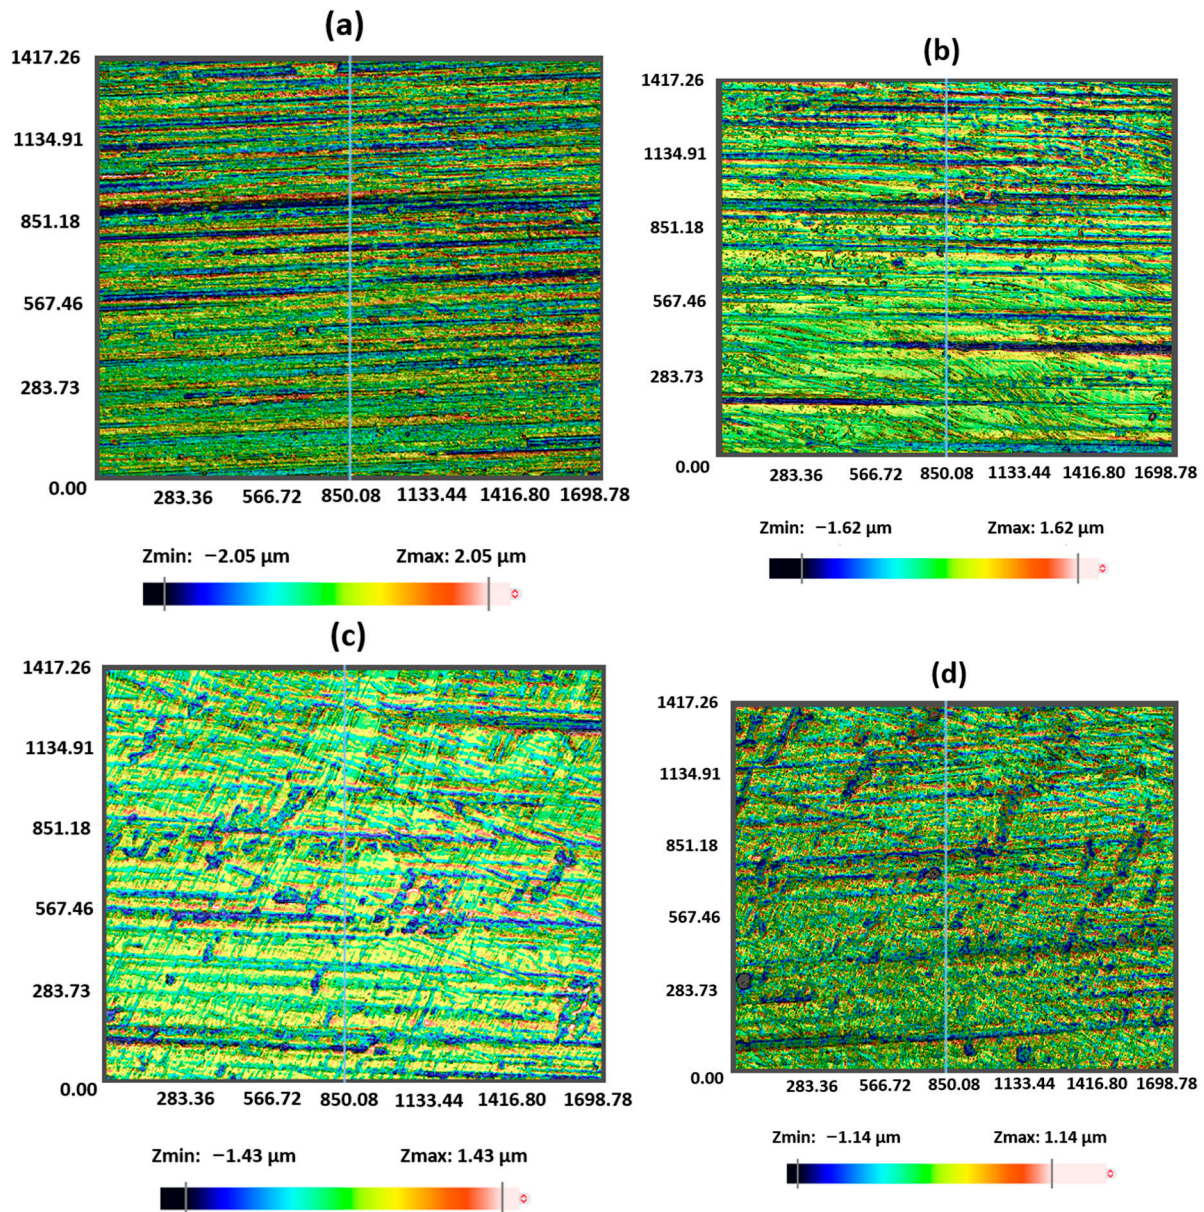 (a)
1417.26
1134.91
851.18
567.46
283.73
0.00
283.36 566.72 850.08 1133.44 1416.80 1698.78
Zmin: −2.05 µm Zmax: 2.05 µm
(b)
1417.26
1134.91
851.18
567.46
283.73
0.00
283.36 566.72 850.08 1133.44 1416.80 1698.78
Zmin: −1.62 µm Zmax: 1.62 µm
(c)
1417.26
1134.91
851.18
567.46
283.73
0.00
283.36 566.72 850.08 1133.44 1416.80 1698.78
Zmin: −1.43 µm Zmax: 1.43 µm
(d)
1417.26
1134.91
851.18
567.46
283.73
0.00
283.36 566.72 850.08 1133.44 1416.80 1698.78
Zmin: −1.14 µm Zmax: 1.14 µm